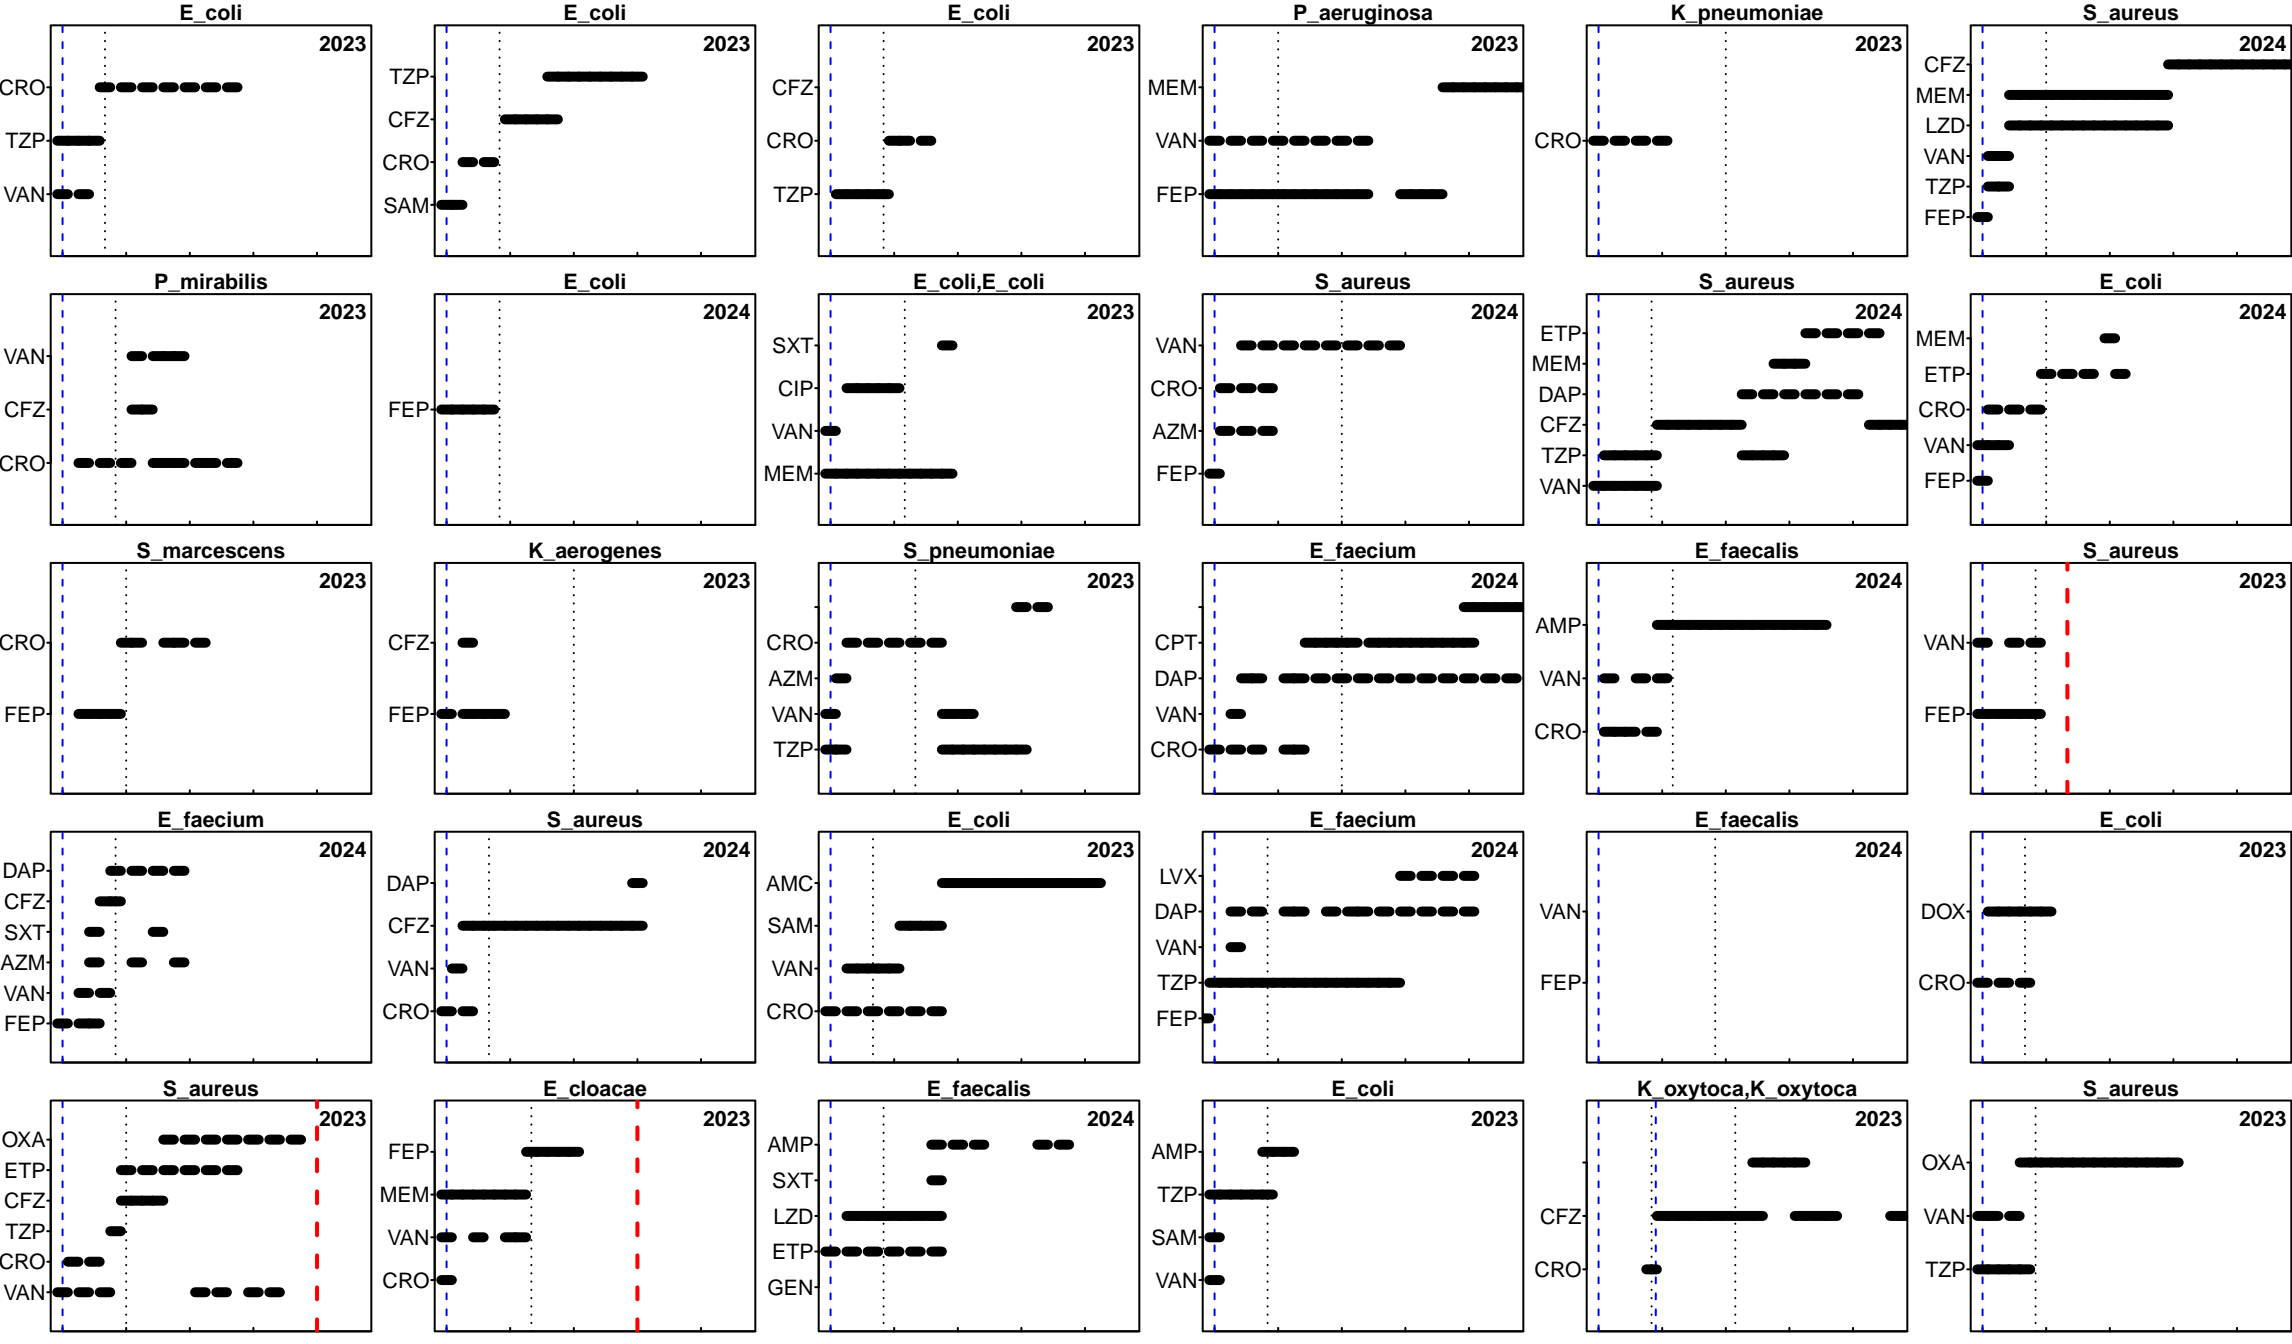 E_coli
2023
CRO
TZP
VAN
E_coli
2023
TZP
CFZ
CRO
SAM
E_coli
2023
CFZ
CRO
TZP
P_aeruginosa
2023
MEM
VAN
FEP
K_pneumoniae
2023
CRO
S_aureus
2024
CFZ
MEM
LZD
VAN
TZP
FEP
P_mirabilis
2023
VAN
CFZ
CRO
E_coli
2024
FEP
E_coli,E_coli
2023
SXT
CIP
VAN
MEM
S_aureus
2024
VAN
CRO
AZM
FEP
S_aureus
2024
ETP
MEM
DAP
CFZ
TZP
VAN
E_coli
2024
MEM
ETP
CRO
VAN
FEP
S_marcescens
2023
CRO
FEP
K_aerogenes
2023
CFZ
FEP
S_pneumoniae
2023
CRO
AZM
VAN
TZP
E_faecium
2024
CPT
DAP
VAN
CRO
E_faecalis
2024
AMP
VAN
CRO
S_aureus
2023
VAN
FEP
E_faecium
2024
DAP
CFZ
SXT
AZM
VAN
FEP
S_aureus
2024
DAP
CFZ
VAN
CRO
E_coli
2023
AMC
SAM
VAN
CRO
E_faecium
2024
LVX
DAP
VAN
TZP
FEP
E_faecalis
2024
VAN
FEP
E_coli
2023
DOX
CRO
S_aureus
2023
OXA
ETP
CFZ
TZP
CRO
VAN
E_cloacae
2023
FEP
MEM
VAN
CRO
E_faecalis
2024
AMP
SXT
LZD
ETP
GEN
E_coli
2023
AMP
TZP
SAM
VAN
K_oxytoca,K_oxytoca
2023
CFZ
CRO
S_aureus
2023
OXA
VAN
TZP